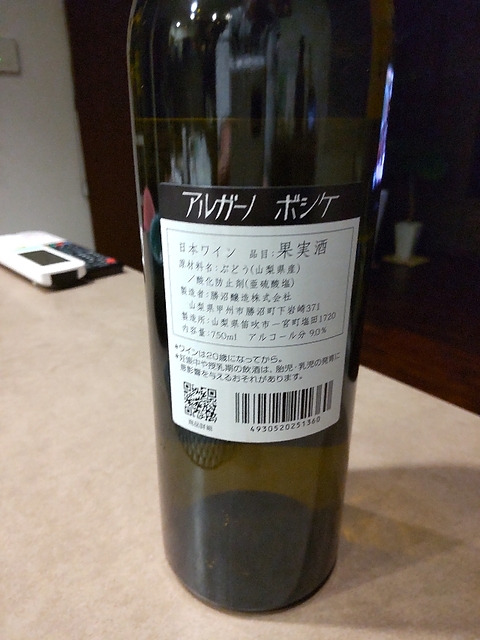 アルガーノ ボシケ
日本ワイン 品目:果実酒
原材料名:ぶどう(山梨県産)
／酸化防止剤(亜硫酸塩)
製造者:勝沼醸造株式会社
山梨県甲州市勝沼町下岩崎371
製造所:山梨県笛吹市一宮町塩田1720
内容量:750ml アルコール分 9.0%
*ワインは20歳になってから。
*妊娠中や授乳期の飲酒は、胎児・乳児の発育に
悪影響を与えるおそれがあります。
商品詳細
4930520251360